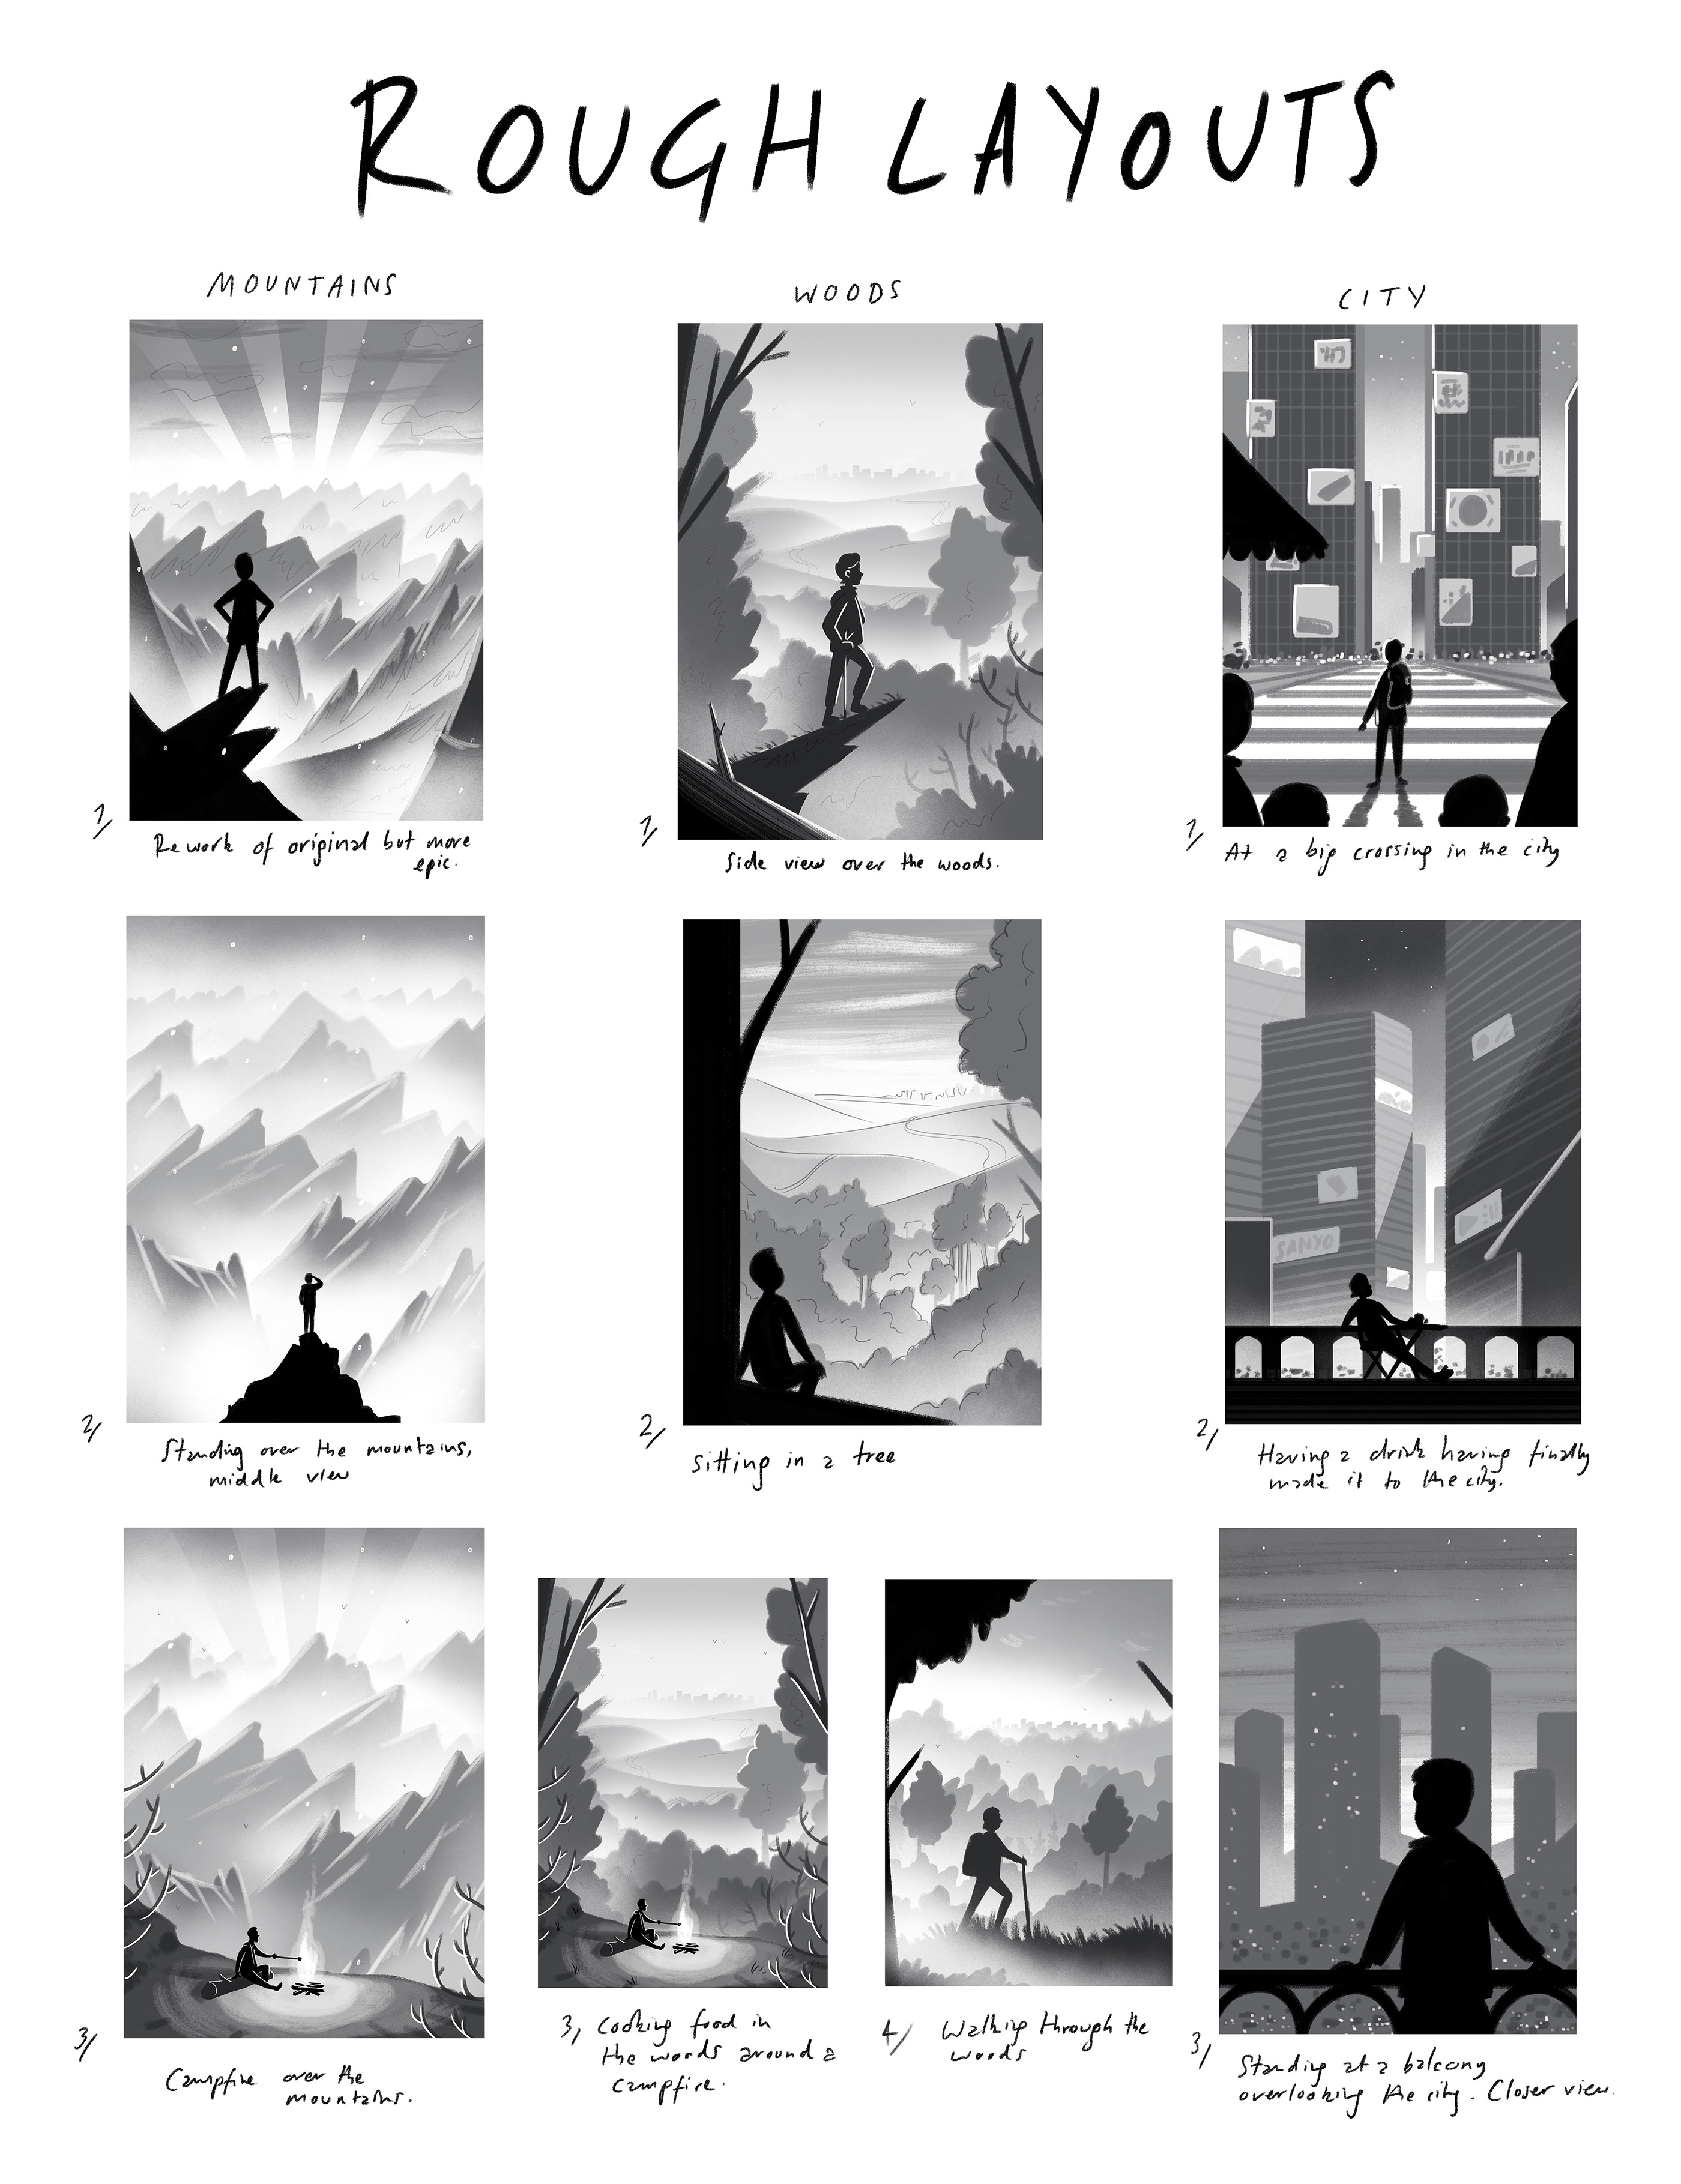 ROUGH LAYOUTS
MOUNTAINS
WOODS
CITY
1/
Rework of original but more
epic.
1/
Side view over the woods.
1/
At a big crossing in the city
2/
Standing over the mountains,
middle view
2/
sitting in a tree
SANYO
2/
Having a drink having finally
made it to the city.
3/
Campfire over the
mountains.
3, Cooking food in
the woods around a
campfire.
4/ Walking through the
woods
3/
Standing at a balcony
overlooking the city. Closer view.